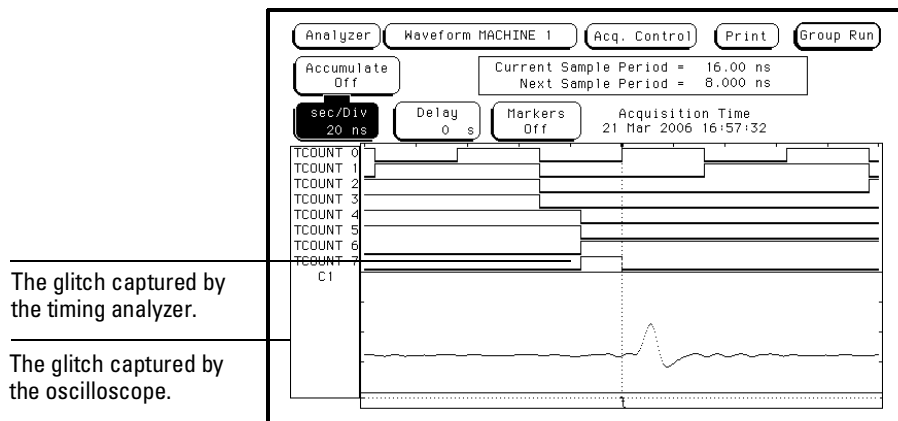 Analyzer Waveform MACHINE 1 Acq. Control Print Group Run
Accumulate
Off
Current Sample Period = 16.00 ns
Next Sample Period = 8.000 ns
sec/Div
20 ns
Delay
0 s
Markers
Off
Acquisition Time
21 Mar 2006 16:57:32
TCOUNT 0
TCOUNT 1
TCOUNT 2
TCOUNT 3
TCOUNT 4
TCOUNT 5
TCOUNT 6
TCOUNT 7
C1
t
The glitch captured by
the timing analyzer.
The glitch captured by
the oscilloscope.